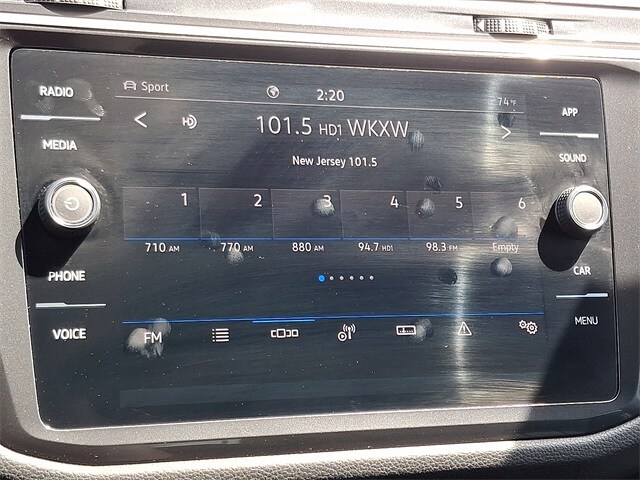 RADIO
MEDIA
PHONE
VOICE
Sport
2:20
74 °F
HD
101.5 HD1 WKXW
New Jersey 101.5
1 2 3 4 5 6
710 AM 770 AM 880 AM 94.7 HD1 98.3 FM Empty
FM
APP
SOUND
CAR
MENU